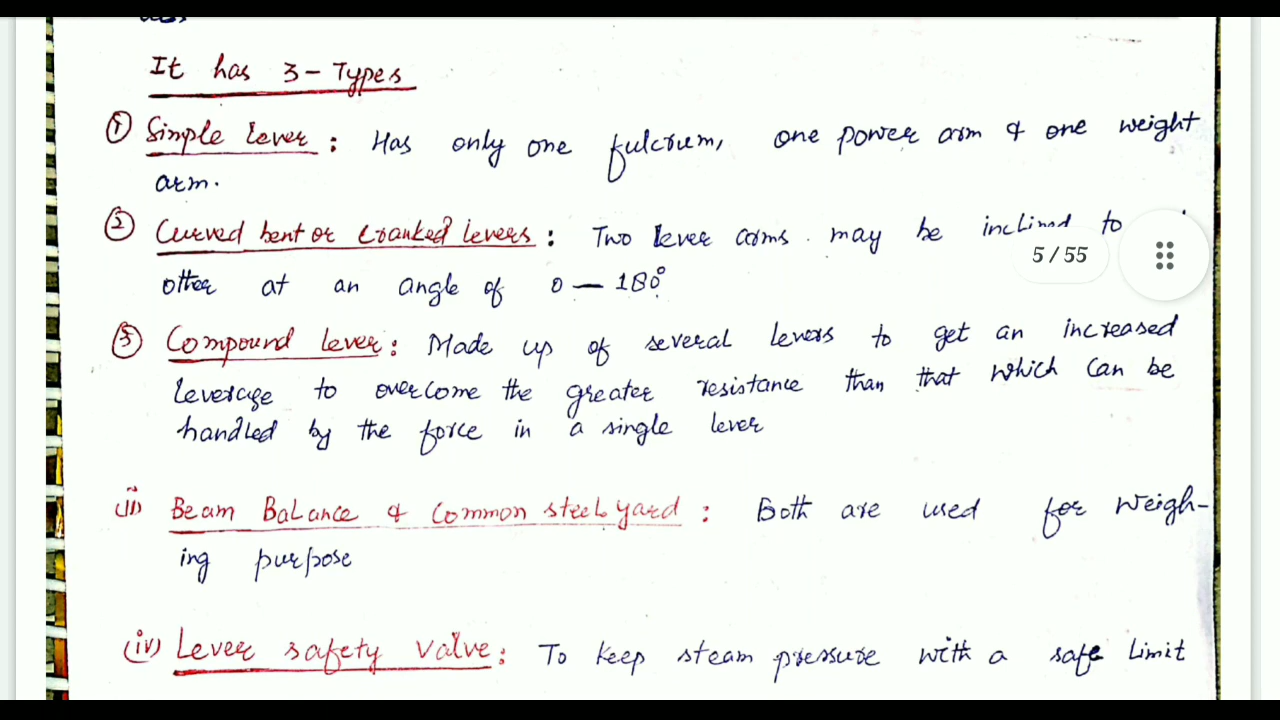 It has 3 - Types
① Simple lever : Has only one fulcrum, one power arm & one weight
arm.
② Curved bent or Cranked levers : Two lever arms may be inclined to
5 / 55
other at an angle of 0 — 180°
③ Compound lever : Made up of several levers to get an increased
leverage to overcome the greater resistance than that which can be
handled by the force in a single lever
(iii) Beam Balance & Common steel yard : Both are used for weigh-
ing purpose
(iv) Lever safety valve : To keep steam pressure with a safe limit